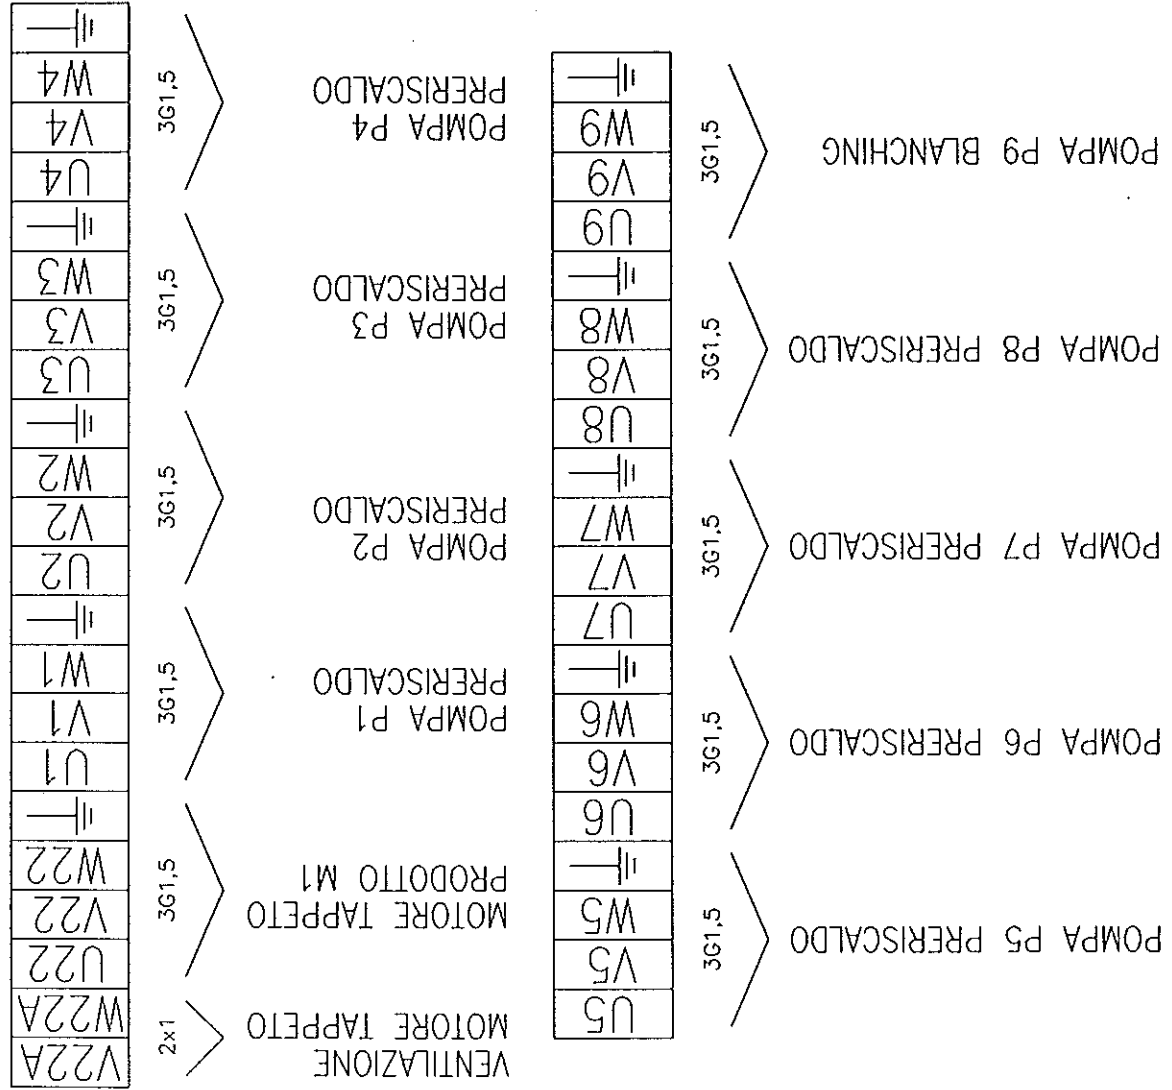 POMPA P5 PRERISCALDO
3G1,5
U5
V5
W5
POMPA P6 PRERISCALDO
3G1,5
U6
V6
W6
POMPA P7 PRERISCALDO
3G1,5
U7
V7
W7
POMPA P8 PRERISCALDO
3G1,5
U8
V8
W8
POMPA P9 BLANCHING
3G1,5
U9
V9
W9
VENTILAZIONE
MOTORE TAPPETO
2x1
V22A
W22A
MOTORE TAPPETO
PRODOTTO M1
3G1,5
U22
V22
W22
POMPA P1
PRERISCALDO
3G1,5
U1
V1
W1
POMPA P2
PRERISCALDO
3G1,5
U2
V2
W2
POMPA P3
PRERISCALDO
3G1,5
U3
V3
W3
POMPA P4
PRERISCALDO
3G1,5
U4
V4
W4